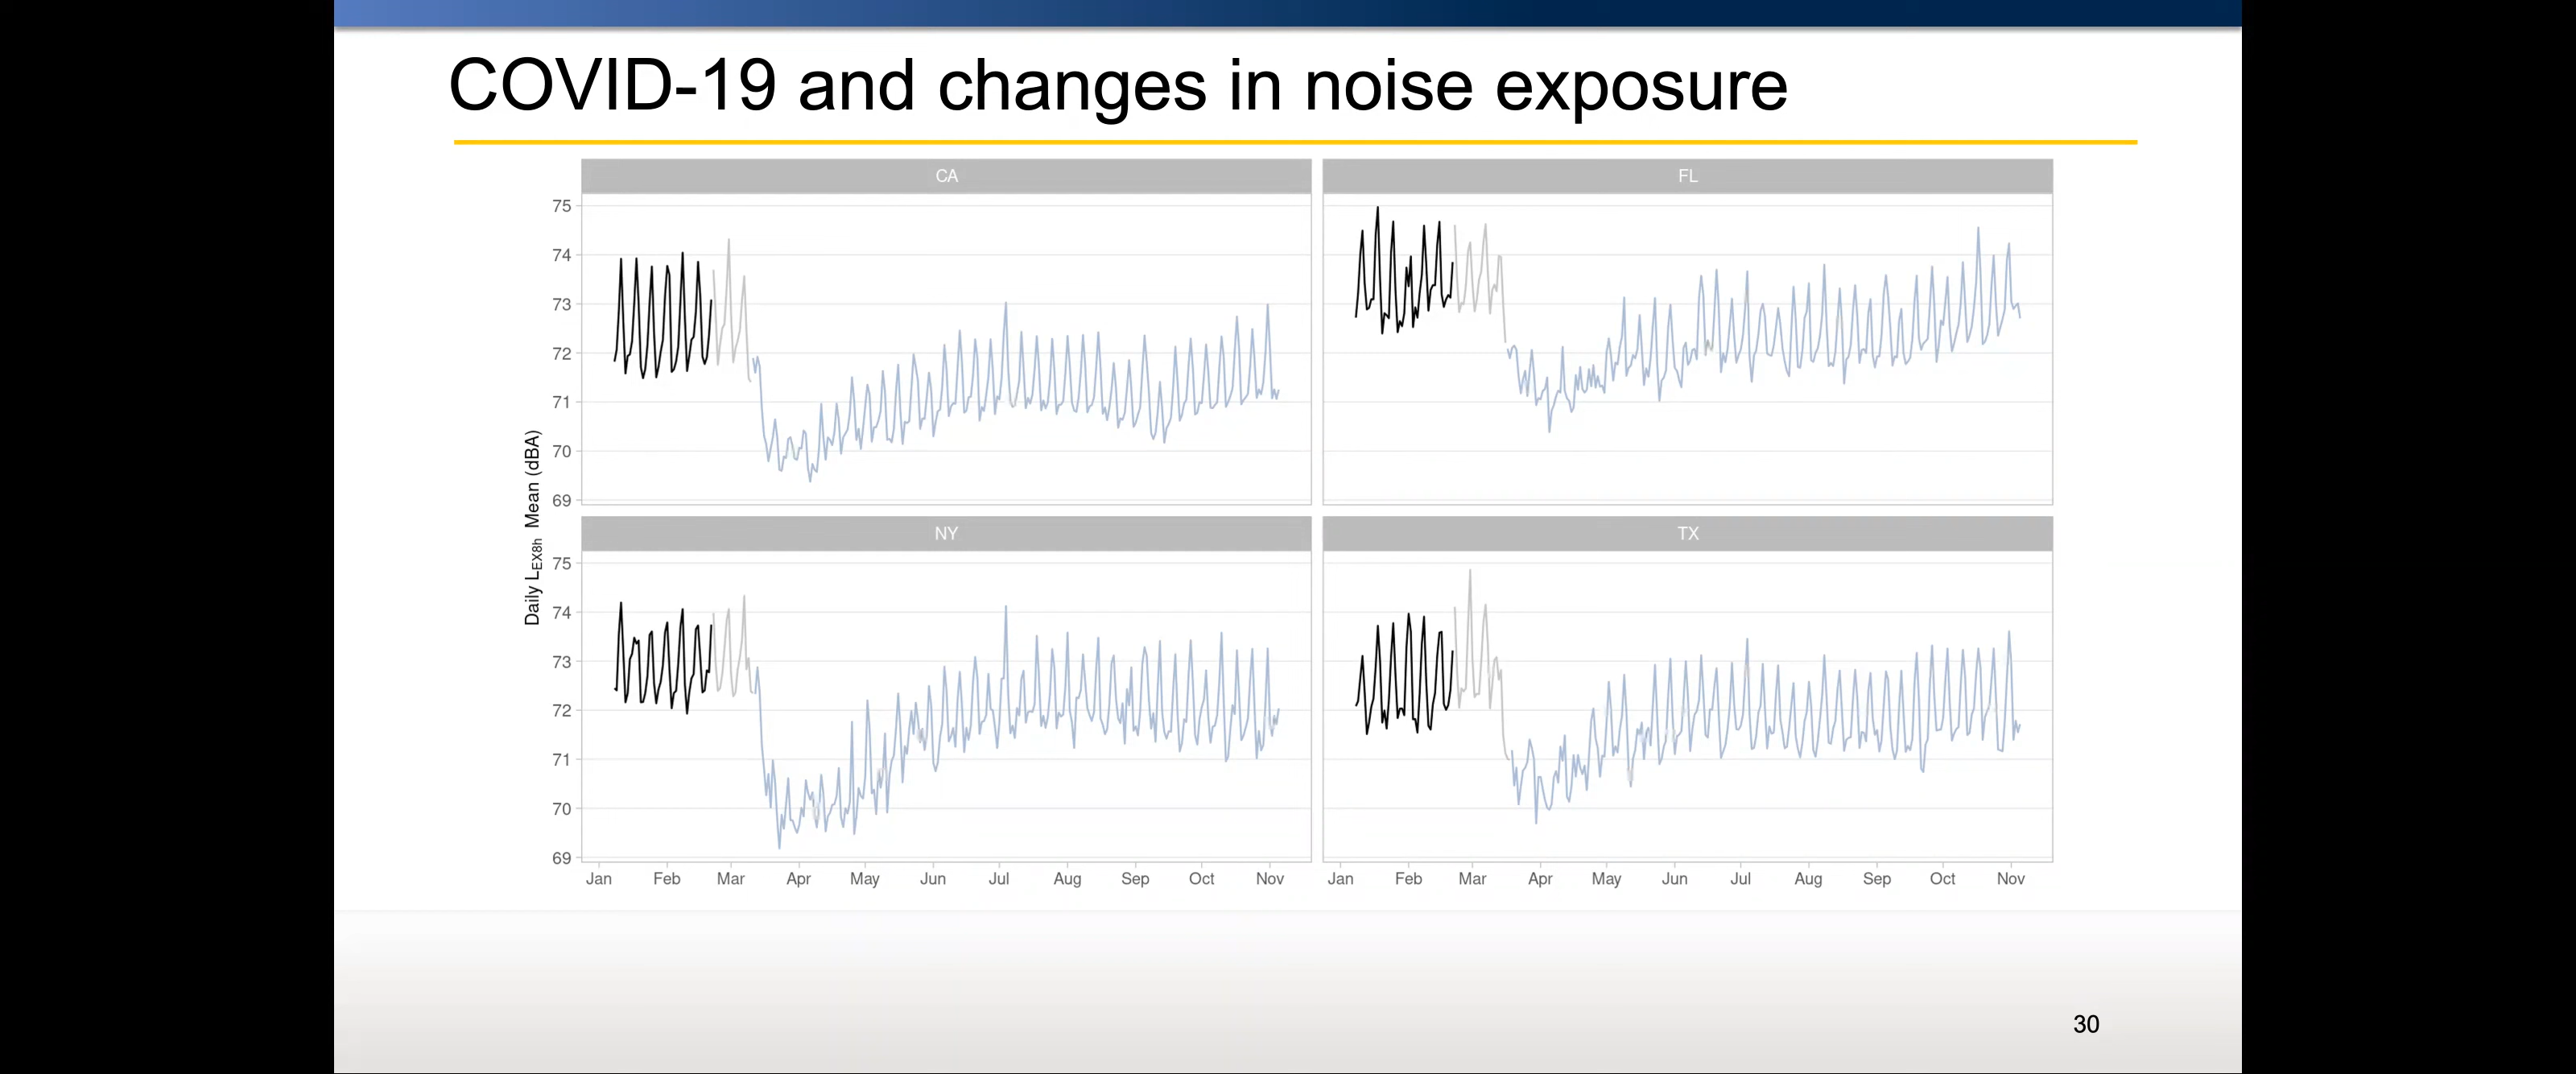 COVID-19 and changes in noise exposure
CA
FL
75
74
73
72
71
70
69
NY
TX
Daily LEX8h Mean (dBA)
75
74
73
72
71
70
69
Jan Feb Mar Apr May Jun Jul Aug Sep Oct Nov
Jan Feb Mar Apr May Jun Jul Aug Sep Oct Nov
30